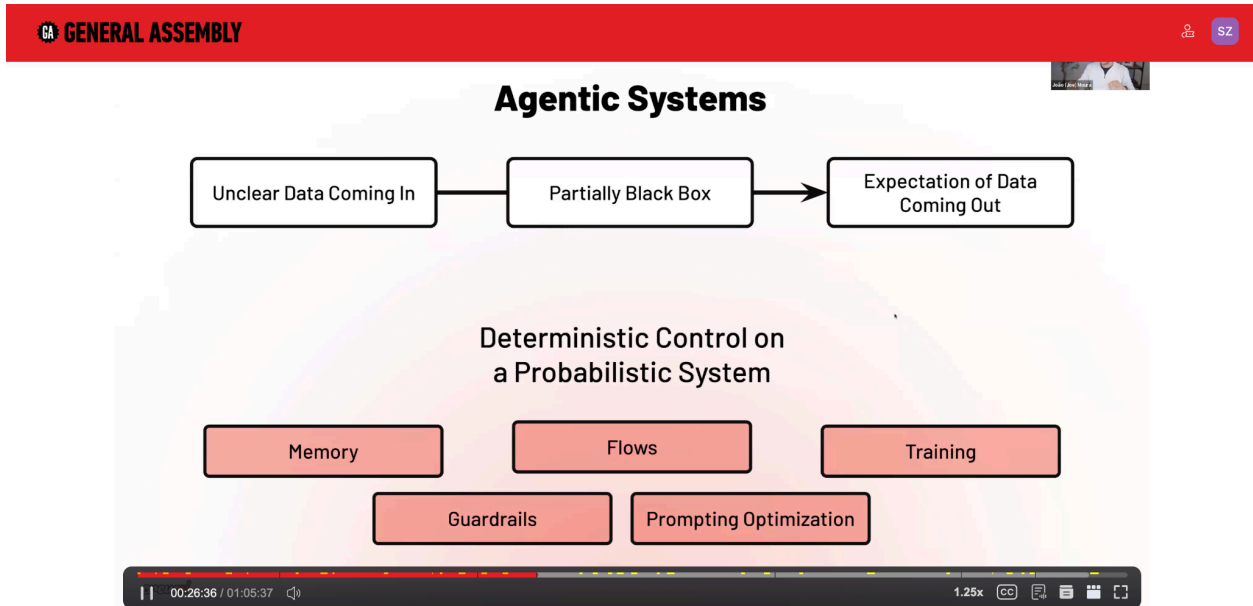 GA GENERAL ASSEMBLY
SZ
Agentic Systems
Unclear Data Coming In
Partially Black Box
Expectation of Data
Coming Out
Deterministic Control on
a Probabilistic System
Memory
Flows
Training
Guardrails
Prompting Optimization
00:26:36 / 01:05:37
1.25x
CC